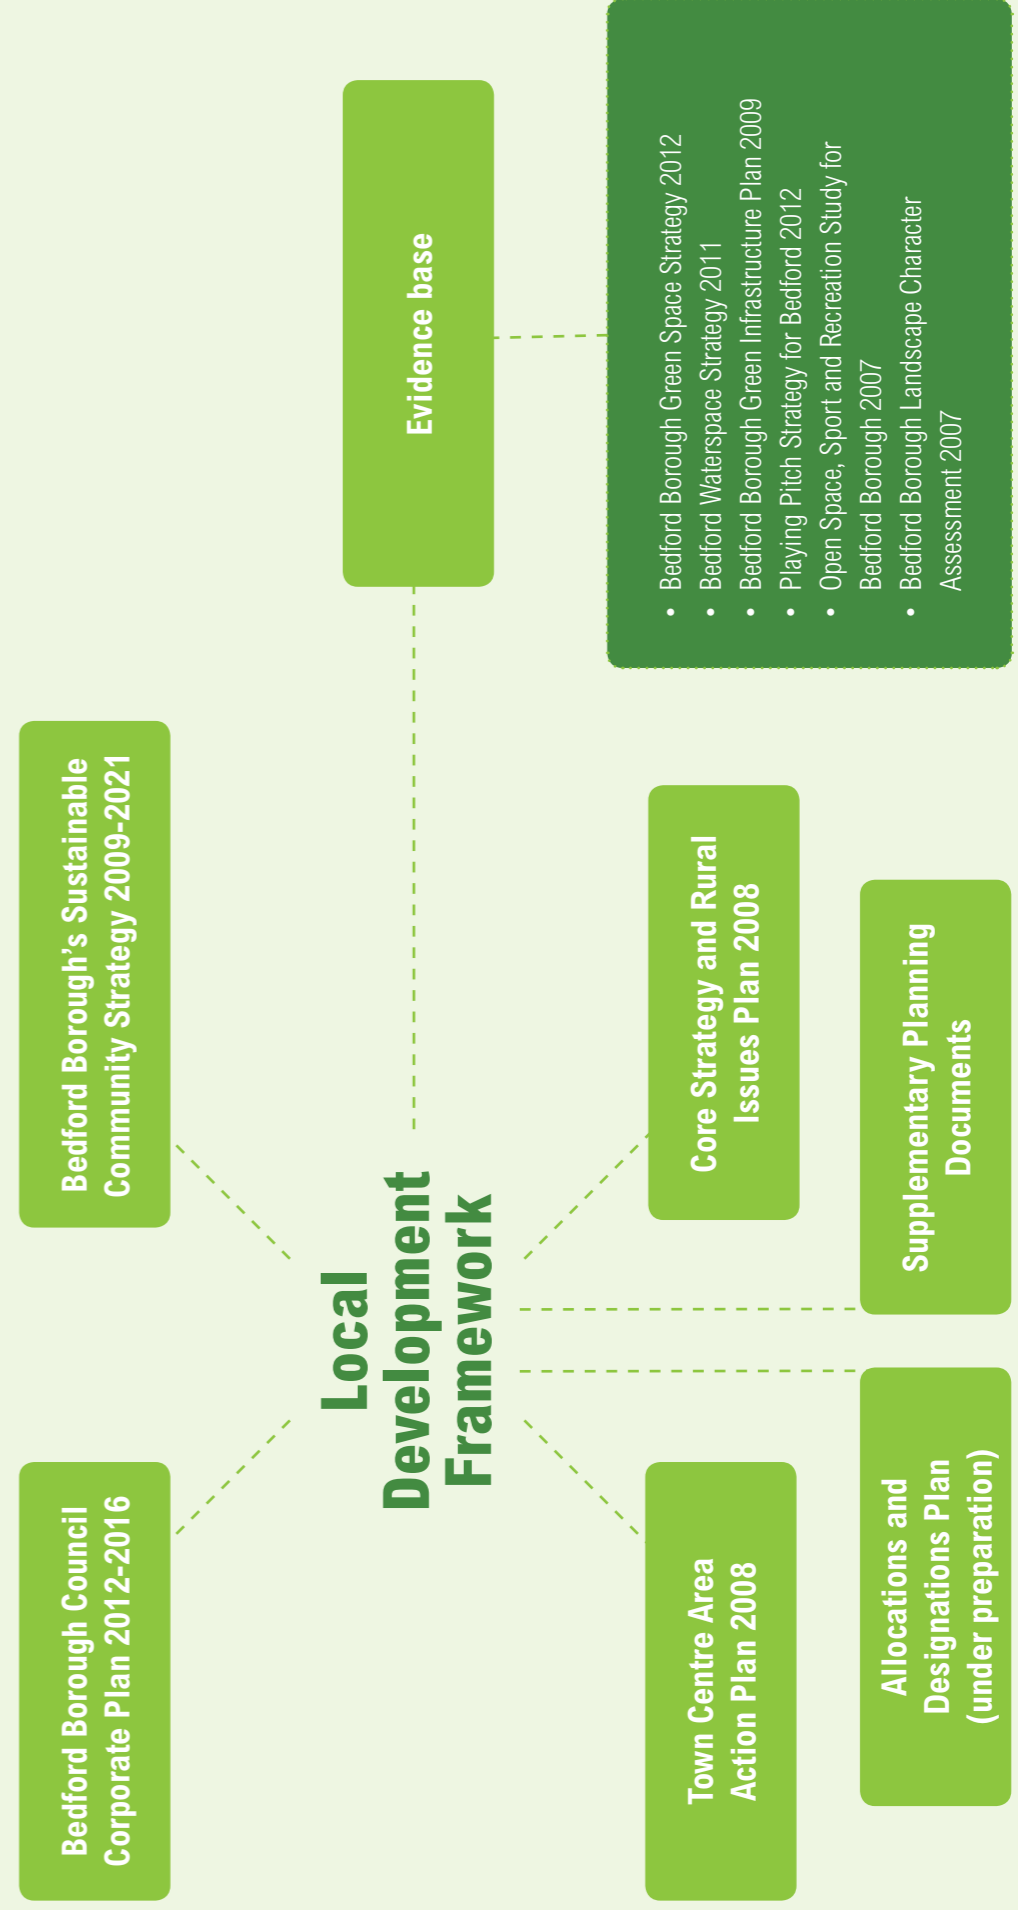 Bedford Borough Council
Corporate Plan 2012-2016
Bedford Borough’s Sustainable
Community Strategy 2009-2021
Local
Development
Framework
Evidence base
Town Centre Area
Action Plan 2008
Core Strategy and Rural
Issues Plan 2008
Allocations and
Designations Plan
(under preparation)
Supplementary Planning
Documents
• Bedford Borough Green Space Strategy 2012
• Bedford Waterspace Strategy 2011
• Bedford Borough Green Infrastructure Plan 2009
• Playing Pitch Strategy for Bedford 2012
• Open Space, Sport and Recreation Study for
Bedford Borough 2007
• Bedford Borough Landscape Character
Assessment 2007